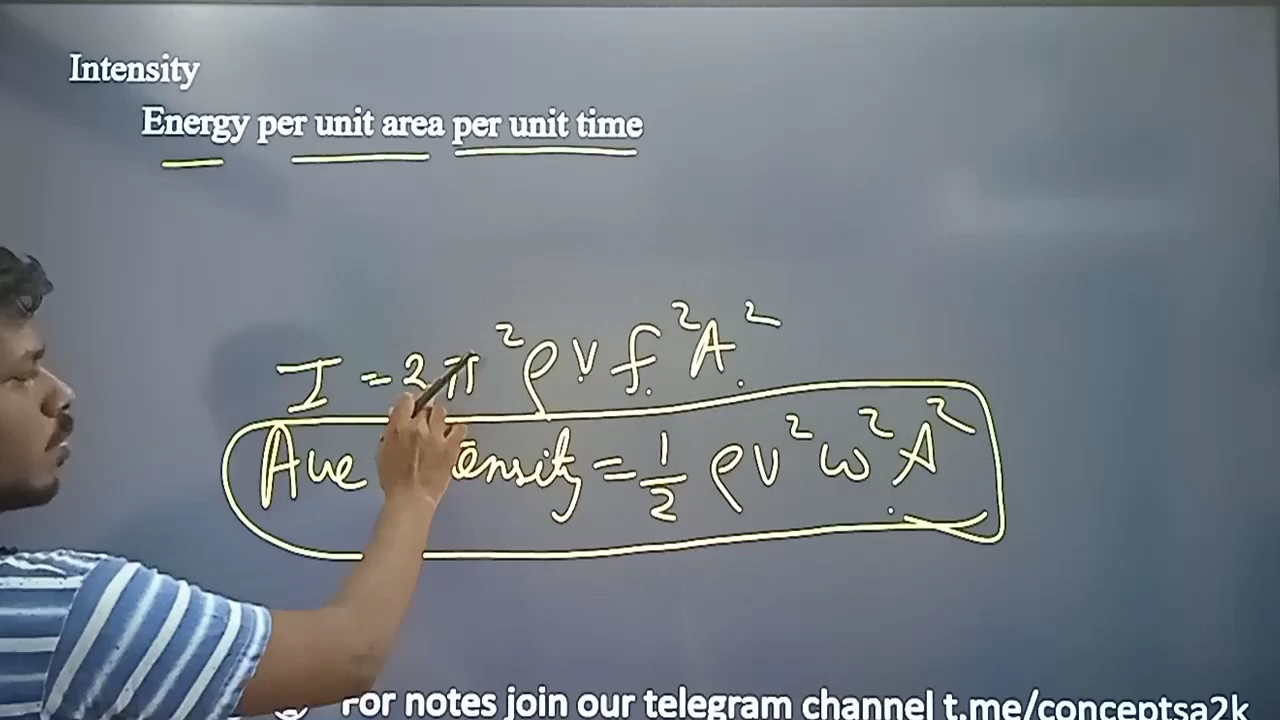 Intensity
Energy per unit area per unit time
I = 2π²ρvf²A²
Ave ensity = 1/2 ρv²ω²A²
For notes join our telegram channel t.me/conceptsa2k